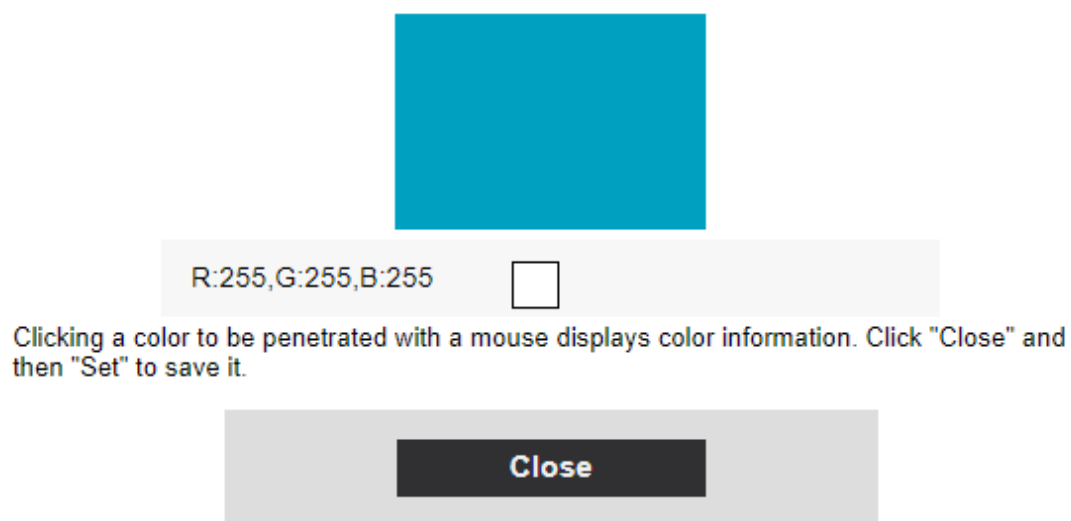 R:255,G:255,B:255
Clicking a color to be penetrated with a mouse displays color information. Click "Close" and
then "Set" to save it.
Close